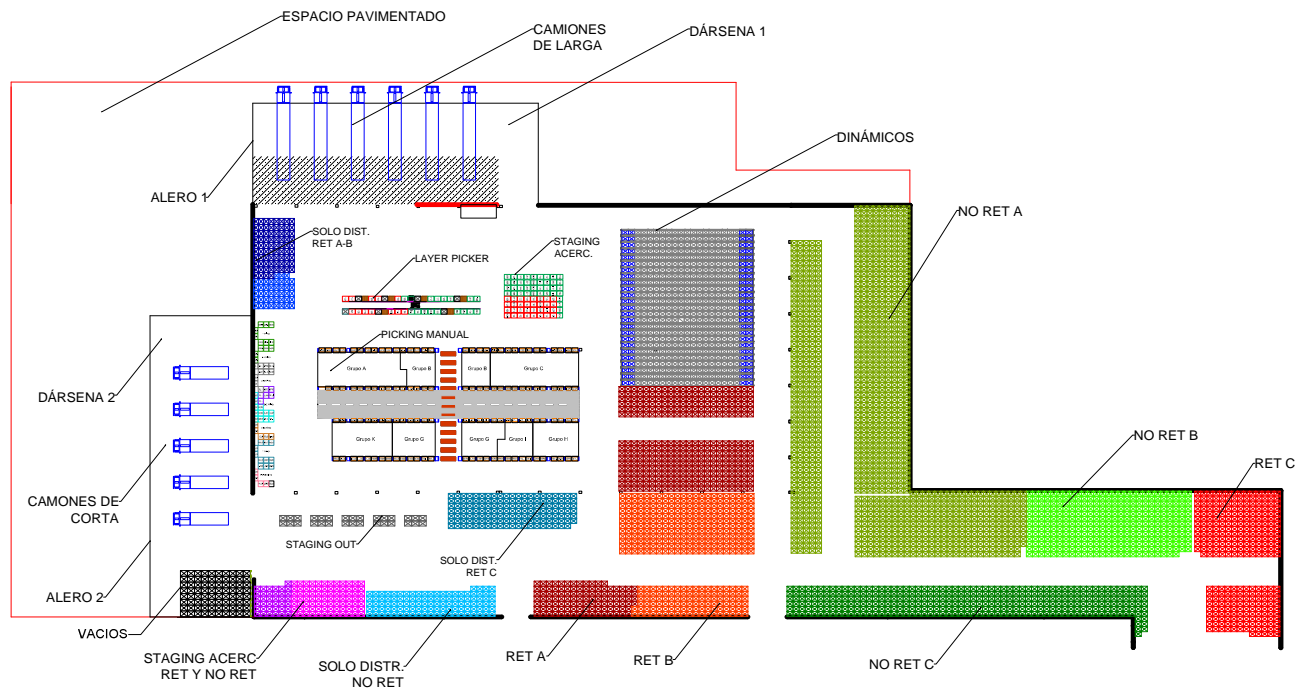 ESPACIO PAVIMENTADO
CAMIONES
DE LARGA
DÁRSENA 1
DINÁMICOS
ALERO 1
NO RET A
SOLO DIST.
RET A-B
STAGING
ACERC.
LAYER PICKER
PICKING MANUAL
Grupo A
Grupo B
Grupo B
Grupo C
DÁRSENA 2
Grupo K
Grupo G
Grupo G
Grupo I
Grupo H
NO RET B
RET C
CAMONES DE
CORTA
STAGING OUT
SOLO DIST.
RET C
ALERO 2
VACIOS
STAGING ACERC
RET Y NO RET
SOLO DISTR.
NO RET
RET A
RET B
NO RET C